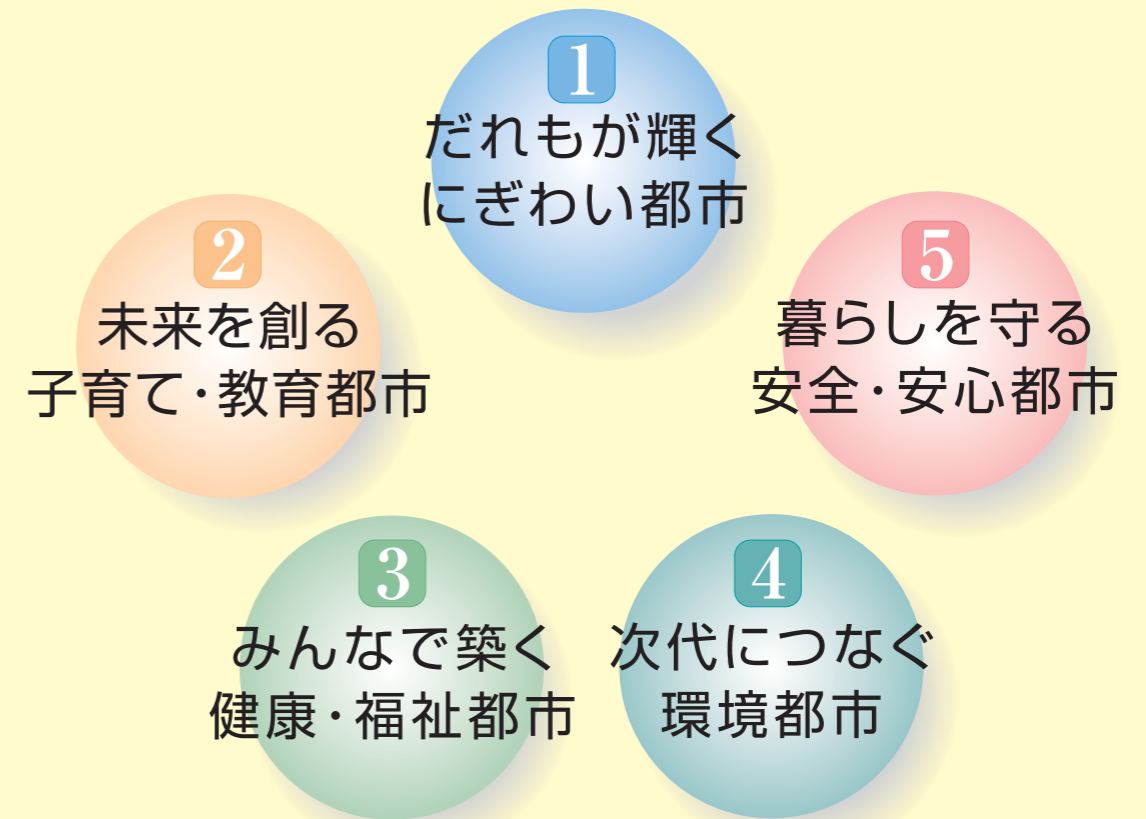 1
だれもが輝く
にぎわい都市
2
未来を創る
子育て・教育都市
3
みんなで築く
健康・福祉都市
4
次代につなぐ
環境都市
5
暮らしを守る
安全・安心都市